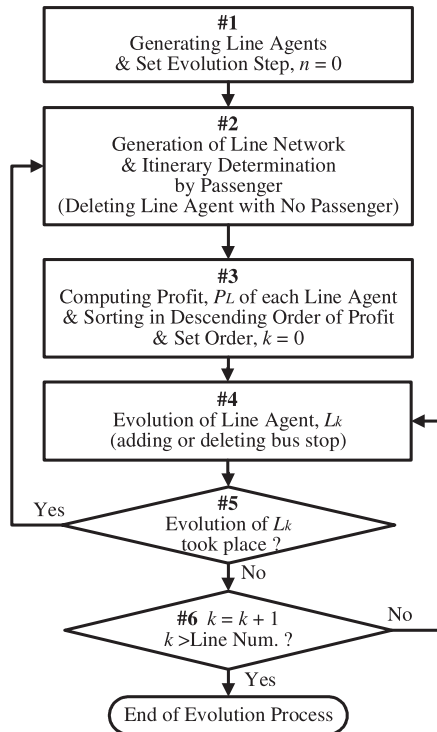 #1
Generating Line Agents
& Set Evolution Step, n = 0
#2
Generation of Line Network
& Itinerary Determination
by Passenger
(Deleting Line Agent with No Passenger)
#3
Computing Profit, PL of each Line Agent
& Sorting in Descending Order of Profit
& Set Order, k = 0
#4
Evolution of Line Agent, Lk
(adding or deleting bus stop)
Yes
#5
Evolution of Lk
took place ?
No
#6 k = k + 1
k >Line Num. ?
No
Yes
End of Evolution Process